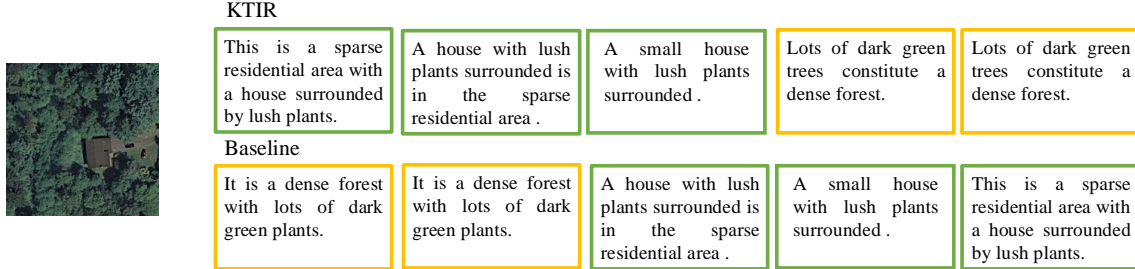 KTIR
This is a sparse
residential area with
a house surrounded
by lush plants.
A house with lush
plants surrounded is
in the sparse
residential area .
A small house
with lush plants
surrounded .
Lots of dark green
trees constitute a
dense forest.
Lots of dark green
trees constitute a
dense forest.
Baseline
It is a dense forest
with lots of dark
green plants.
It is a dense forest
with lots of dark
green plants.
A house with lush
plants surrounded is
in the sparse
residential area .
A small house
with lush plants
surrounded .
This is a sparse
residential area with
a house surrounded
by lush plants.